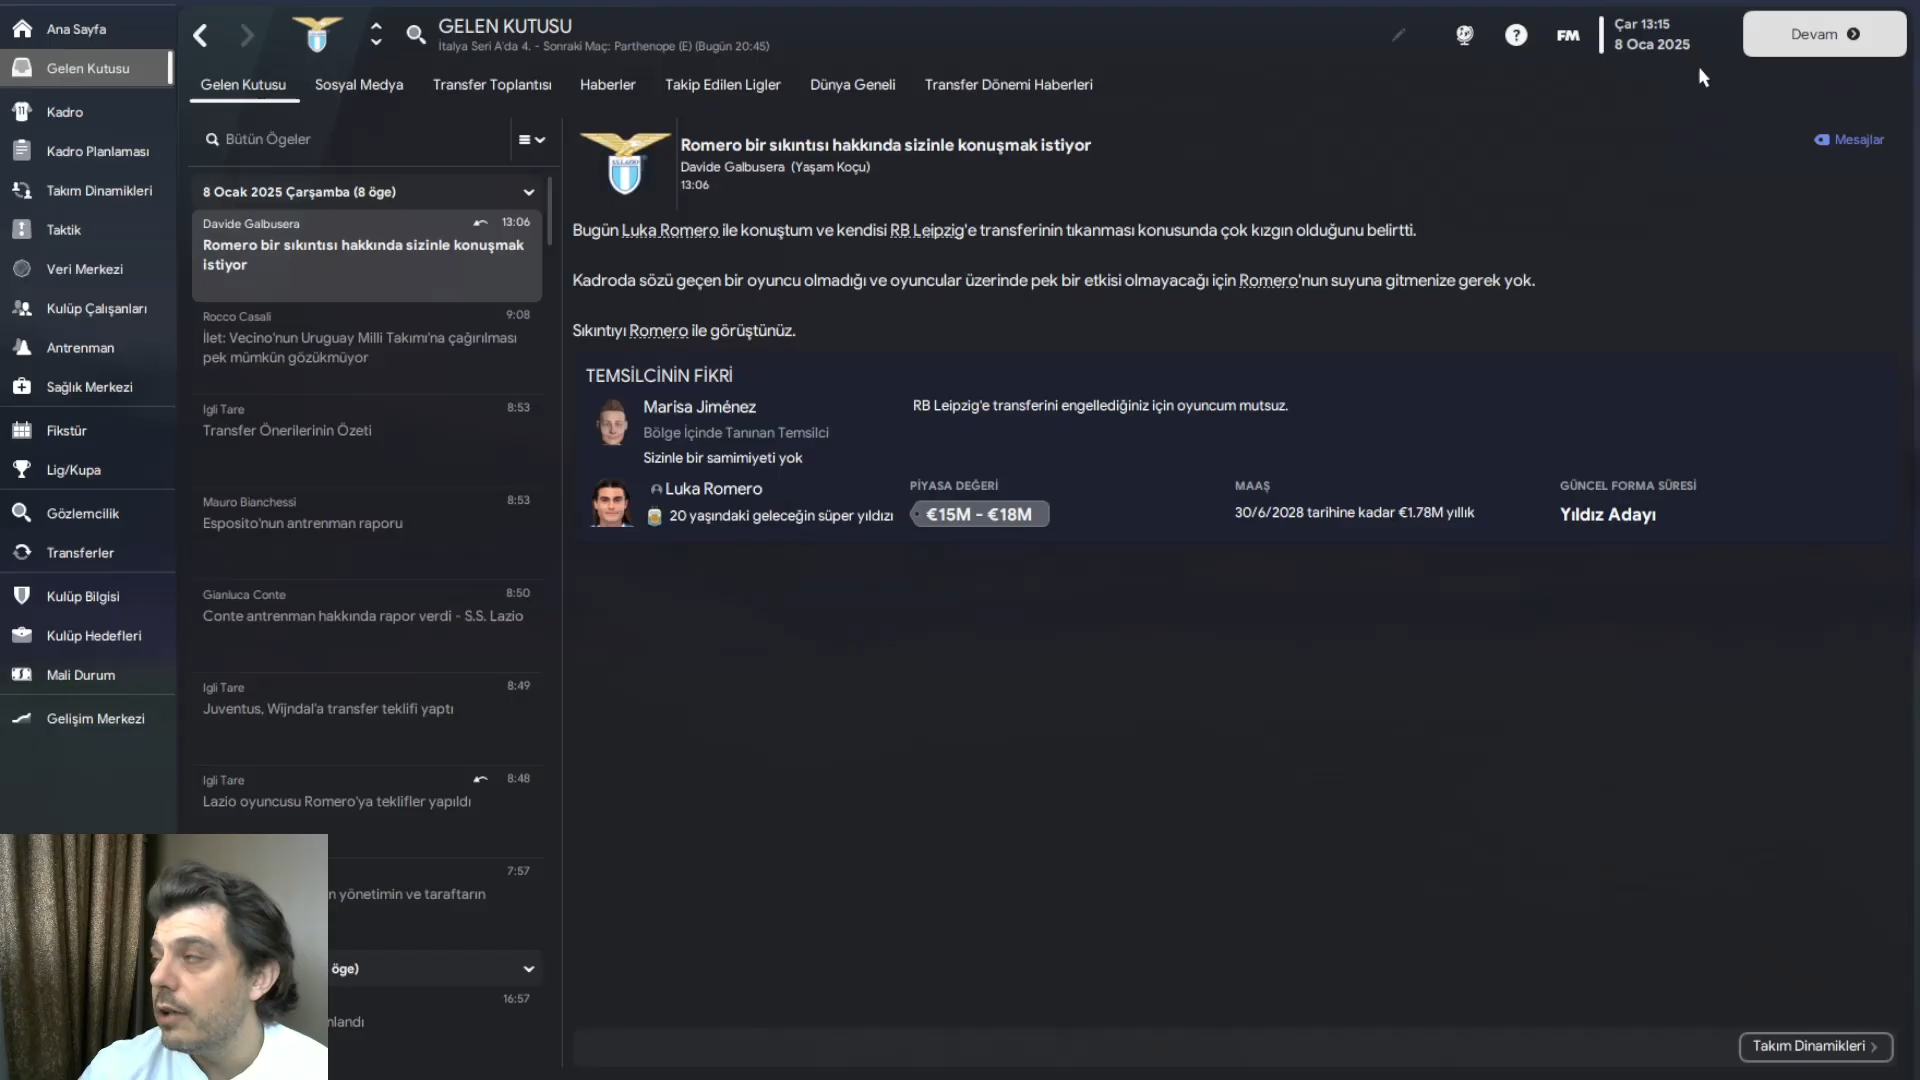 Ana Sayfa
Gelen Kutusu
Kadro
Kadro Planlaması
Takım Dinamikleri
Taktik
Veri Merkezi
Kulüp Çalışanları
Antrenman
Sağlık Merkezi
Fikstür
Lig/Kupa
Gözlemcilik
Transferler
Kulüp Bilgisi
Kulüp Hedefleri
Mali Durum
Gelişim Merkezi
GELEN KUTUSU
İtalya Seri A'da 4. - Sonraki Maç: Parthenope (E) (Bugün 20:45)
FM
Çar 13:15
8 Oca 2025
Devam
Gelen Kutusu
Sosyal Medya
Transfer Toplantısı
Haberler
Takip Edilen Ligler
Dünya Geneli
Transfer Dönemi Haberleri
Bütün Ögeler
8 Ocak 2025 Çarşamba (8 öge)
Davide Galbusera 13:06
Romero bir sıkıntısı hakkında sizinle konuşmak
istiyor
Rocco Casali 9:08
İlet: Vecino'nun Uruguay Milli Takımı'na çağırılması
pek mümkün gözükmüyor
Igli Tare 8:53
Transfer Önerilerinin Özeti
Mauro Bianchessi 8:53
Esposito'nun antrenman raporu
Gianluca Conte 8:50
Conte antrenman hakkında rapor verdi - S.S. Lazio
Igli Tare 8:49
Juventus, Wijndal'a transfer teklifi yaptı
Igli Tare 8:48
Lazio oyuncusu Romero'ya teklifler yapıldı
7:57
n yönetimin ve taraftarın
öge)
16:57
nlandı
Romero bir sıkıntısı hakkında sizinle konuşmak istiyor
Davide Galbusera (Yaşam Koçu)
13:06
Mesajlar
Bugün Luka Romero ile konuştum ve kendisi RB Leipzig'e transferinin tıkanması konusunda çok kızgın olduğunu belirtti.
Kadroda sözü geçen bir oyuncu olmadığı ve oyuncular üzerinde pek bir etkisi olmayacağı için Romero'nun suyuna gitmenize gerek yok.
Sıkıntıyı Romero ile görüştünüz.
TEMSİLCİNİN FİKRİ
Marisa Jiménez
Bölge İçinde Tanınan Temsilci
Sizinle bir samimiyeti yok
RB Leipzig'e transferini engellediğiniz için oyuncum mutsuz.
Luka Romero
20 yaşındaki geleceğin süper yıldızı
PİYASA DEĞERİ
€15M - €18M
MAAŞ
30/6/2028 tarihine kadar €1.78M yıllık
GÜNCEL FORMA SÜRESİ
Yıldız Adayı
Takım Dinamikleri